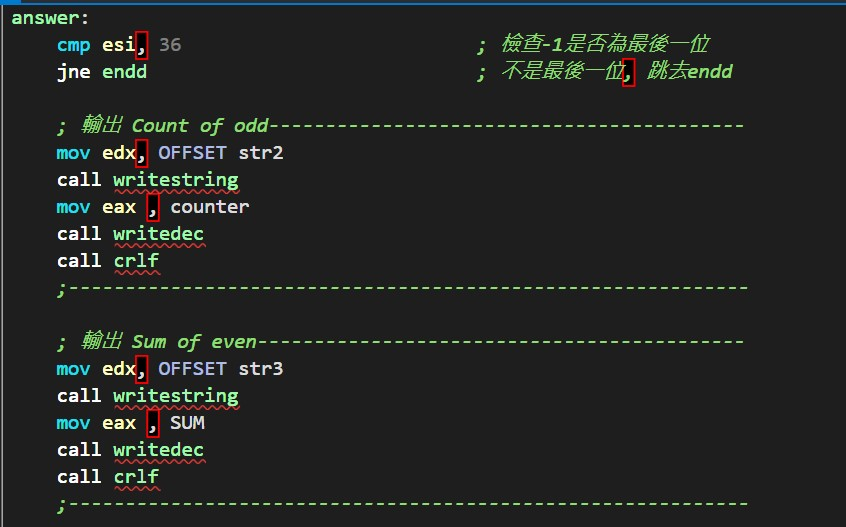 answer:
cmp esi, 36 ; 檢查-1是否為最後一位
jne endd ; 不是最後一位, 跳去endd
; 輸出 Count of odd------------------------------------------
mov edx, OFFSET str2
call writestring
mov eax , counter
call writedec
call crlf
;------------------------------------------------------------
; 輸出 Sum of even-------------------------------------------
mov edx, OFFSET str3
call writestring
mov eax , SUM
call writedec
call crlf
;------------------------------------------------------------